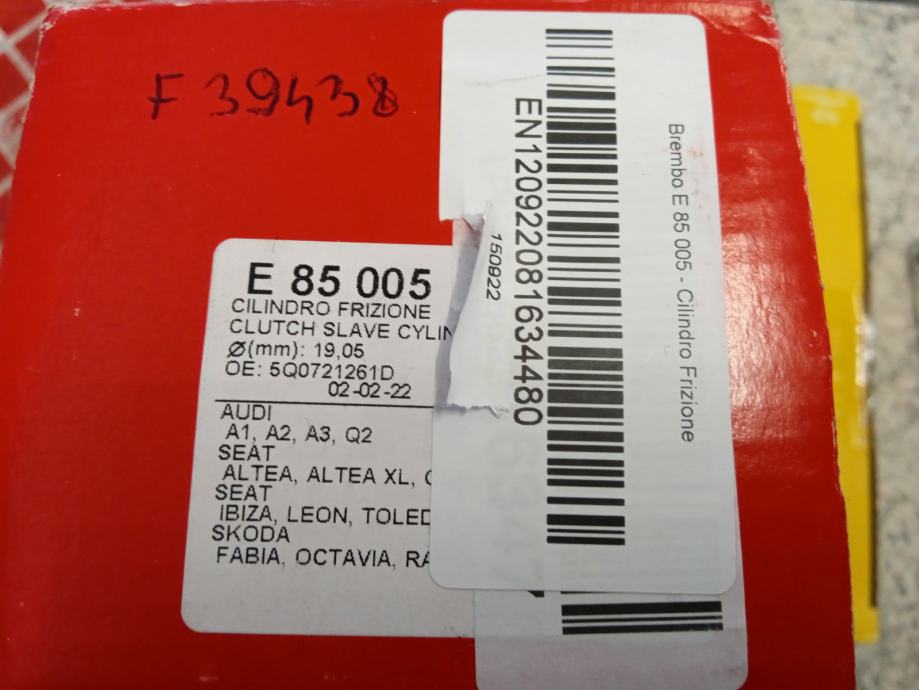 F 39438
E 85 005
CILINDRO FRIZIONE
CLUTCH SLAVE CYLIN
Ø(mm): 19,05
OE: 5Q0721261D
02-02-22
AUDI
A1, A2, A3, Q2
SEAT
ALTEA, ALTEA XL,
SEAT
IBIZA, LEON, TOLED
SKODA
FABIA, OCTAVIA, RA
150922
EN120922081634480
Brembo E 85 005 - Cilindro Frizione